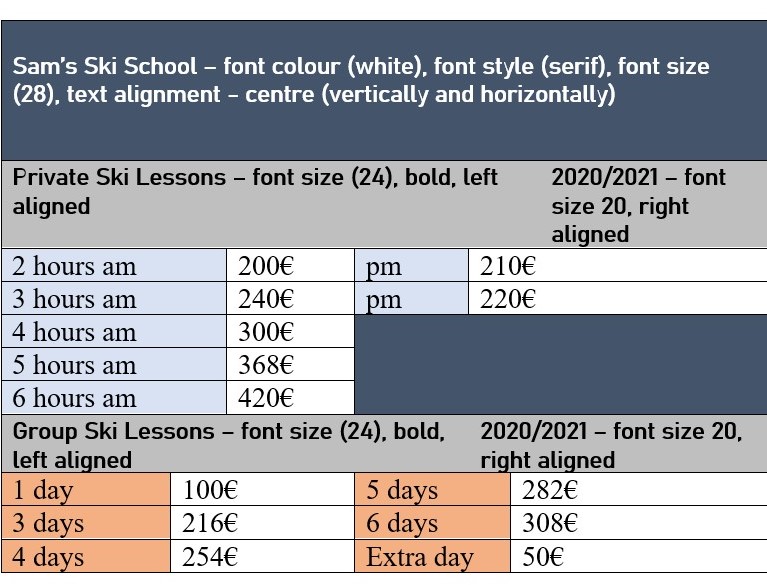 Sam's Ski School – font colour (white), font style (serif), font size
(28), text alignment – centre (vertically and horizontally)
Private Ski Lessons – font size (24), bold, left
aligned
2020/2021 – font
size 20, right
aligned
2 hours am 200€ pm 210€
3 hours am 240€ pm 220€
4 hours am 300€
5 hours am 368€
6 hours am 420€
Group Ski Lessons – font size (24), bold,
left aligned
2020/2021 – font size 20,
right aligned
1 day 100€ 5 days 282€
3 days 216€ 6 days 308€
4 days 254€ Extra day 50€